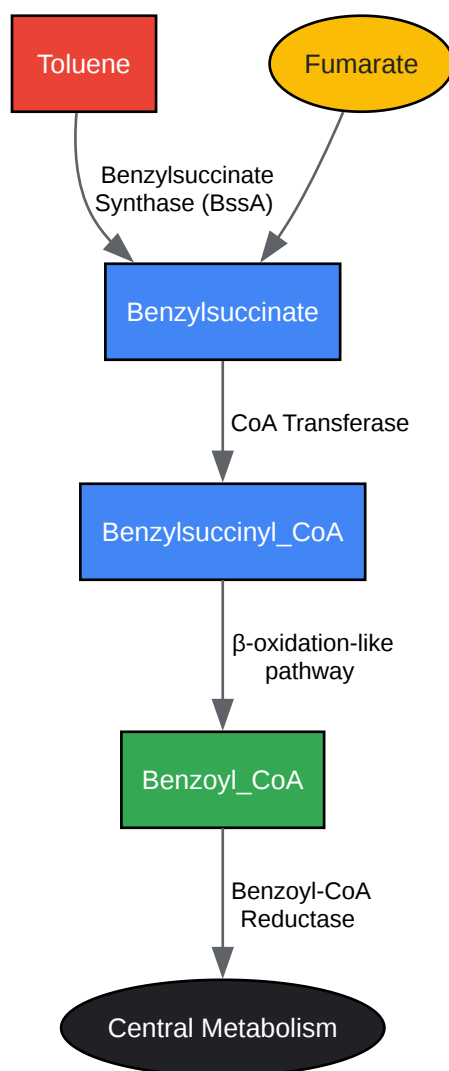 Toluene
Fumarate
Benzylsuccinate
Synthase (BssA)
Benzylsuccinate
CoA Transferase
Benzylsuccinyl_CoA
β-oxidation-like
pathway
Benzoyl_CoA
Benzoyl-CoA
Reductase
Central Metabolism